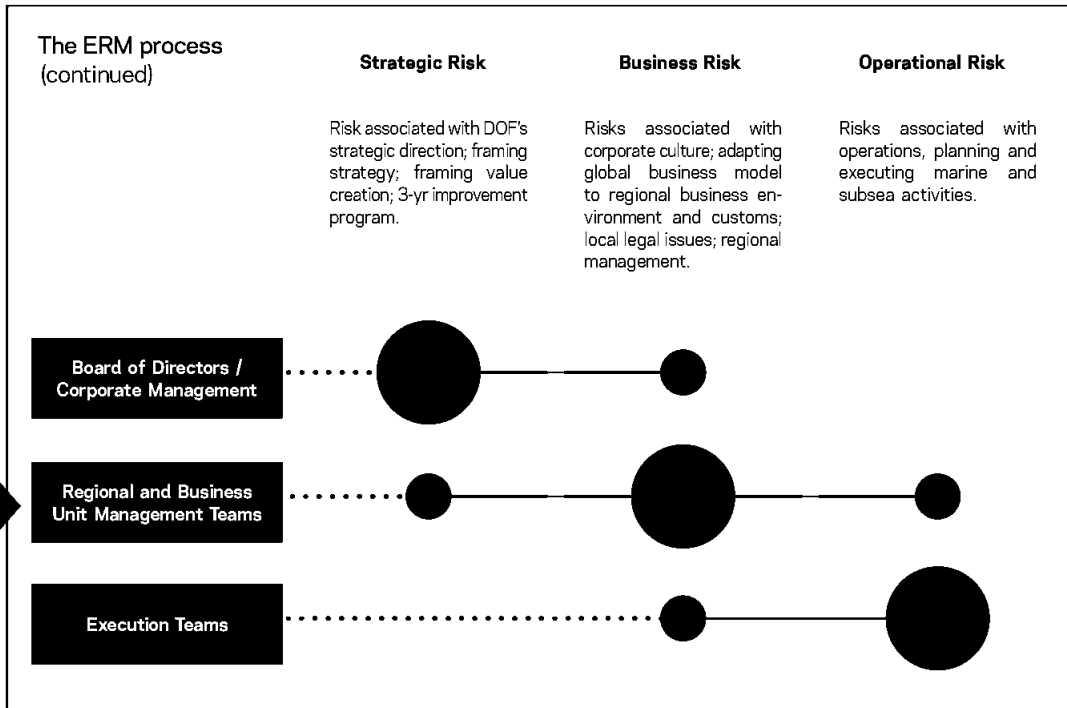 The ERM process
(continued)
Strategic Risk
Business Risk
Operational Risk
Risk associated with DOF's
strategic direction; framing
strategy; framing value
creation; 3-yr improvement
program.
Risks associated with
corporate culture; adapting
global business model
to regional business en-
vironment and customs;
local legal issues; regional
management.
Risks associated with
operations, planning and
executing marine and
subsea activities.
Board of Directors /
Corporate Management
Regional and Business
Unit Management Teams
Execution Teams